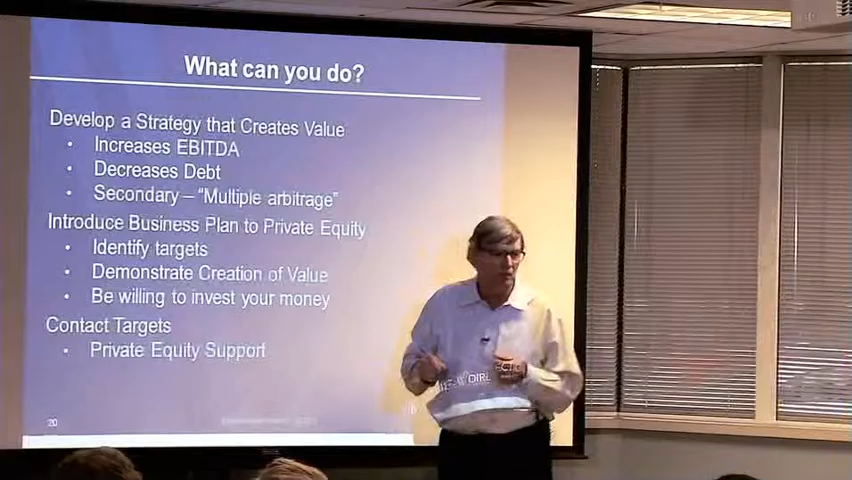 What can you do?
Develop a Strategy that Creates Value
• Increases EBITDA
• Decreases Debt
• Secondary – "Multiple arbitrage"
Introduce Business Plan to Private Equity
• Identify targets
• Demonstrate Creation of Value
• Be willing to invest your money
Contact Targets
• Private Equity Support
20